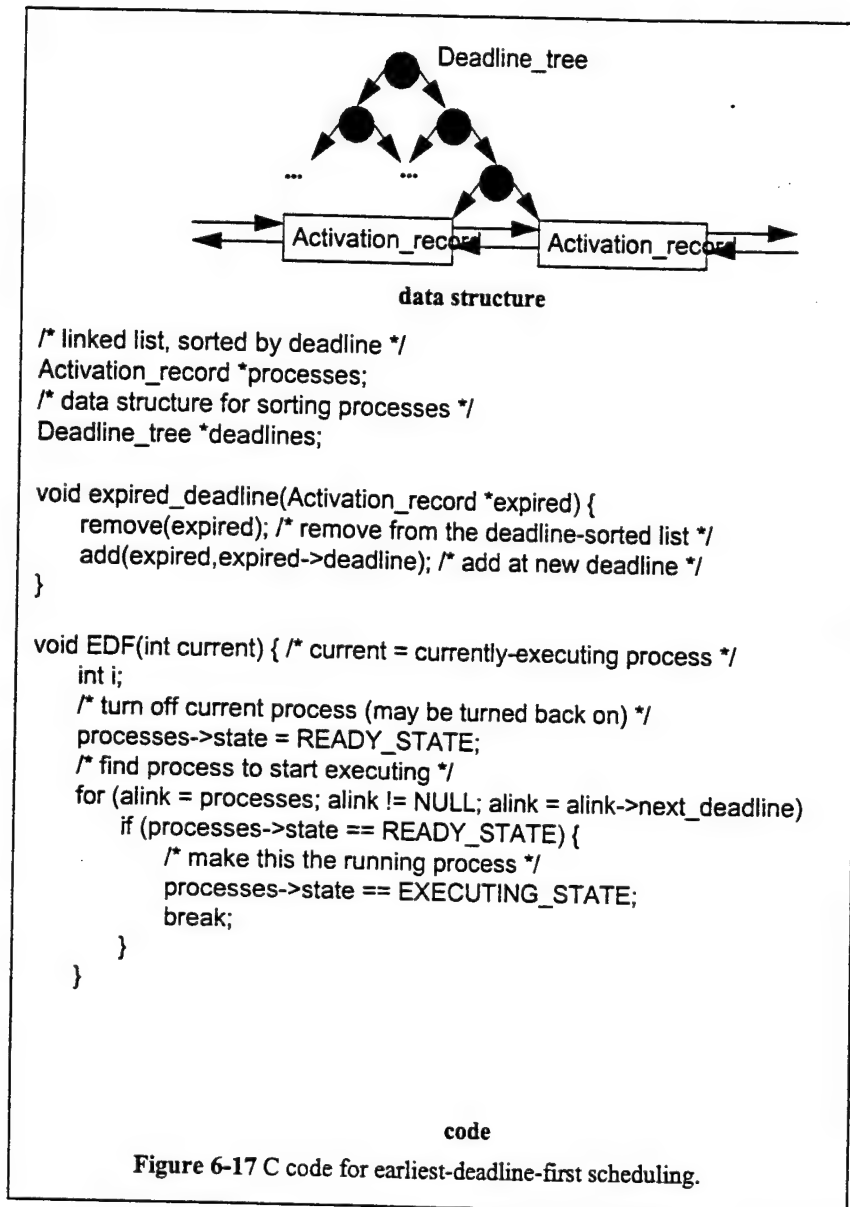 Deadline_tree
... ...
Activation_record Activation_record
data structure
/* linked list, sorted by deadline */
Activation_record *processes;
/* data structure for sorting processes */
Deadline_tree *deadlines;
void expired_deadline(Activation_record *expired) {
remove(expired); /* remove from the deadline-sorted list */
add(expired,expired->deadline); /* add at new deadline */
}
void EDF(int current) { /* current = currently-executing process */
int i;
/* turn off current process (may be turned back on) */
processes->state = READY_STATE;
/* find process to start executing */
for (alink = processes; alink != NULL; alink = alink->next_deadline)
if (processes->state == READY_STATE) {
/* make this the running process */
processes->state == EXECUTING_STATE;
break;
}
}
code
Figure 6-17 C code for earliest-deadline-first scheduling.